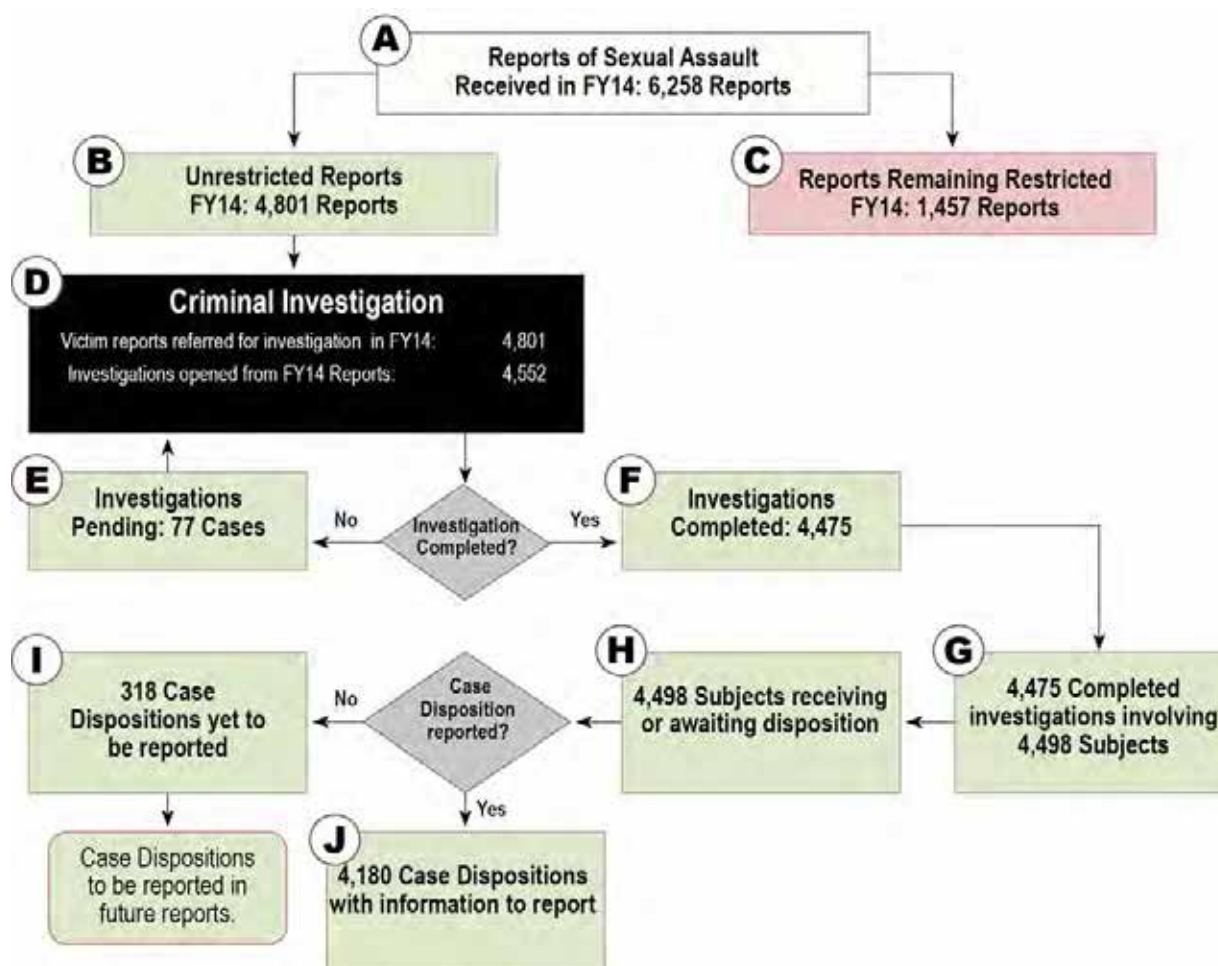 A
Reports of Sexual Assault
Received in FY14: 6,258 Reports
B
Unrestricted Reports
FY14: 4,801 Reports
C
Reports Remaining Restricted
FY14: 1,457 Reports
D
Criminal Investigation
Victim reports referred for investigation in FY14: 4,801
Investigations opened from FY14 Reports: 4,552
E
Investigations
Pending: 77 Cases
No
Investigation
Completed?
Yes
F
Investigations
Completed: 4,475
I
318 Case
Dispositions yet to
be reported
No
Case
Disposition
reported?
Yes
H
4,498 Subjects receiving
or awaiting disposition
G
4,475 Completed
investigations involving
4,498 Subjects
Case Dispositions
to be reported in
future reports.
J
4,180 Case Dispositions
with information to report